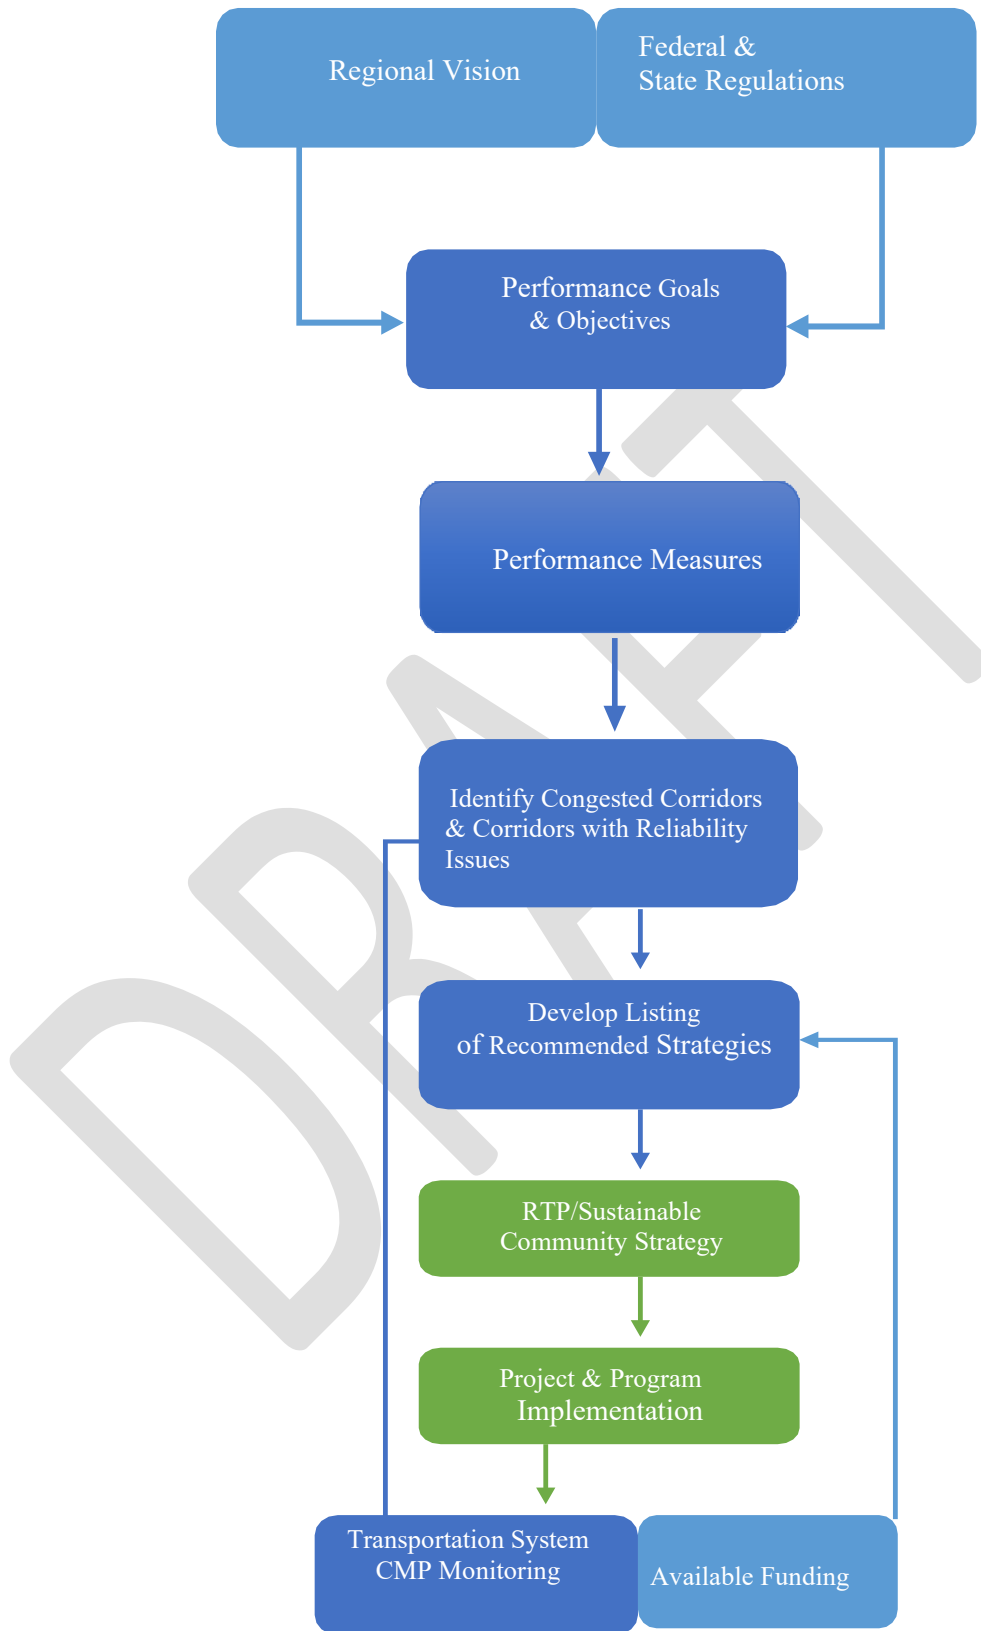 Regional Vision
Federal &
State Regulations
Performance Goals
& Objectives
Performance Measures
Identify Congested Corridors
& Corridors with Reliability
Issues
Develop Listing
of Recommended Strategies
RTP/Sustainable
Community Strategy
Project & Program
Implementation
Transportation System
CMP Monitoring
Available Funding
DRAFT